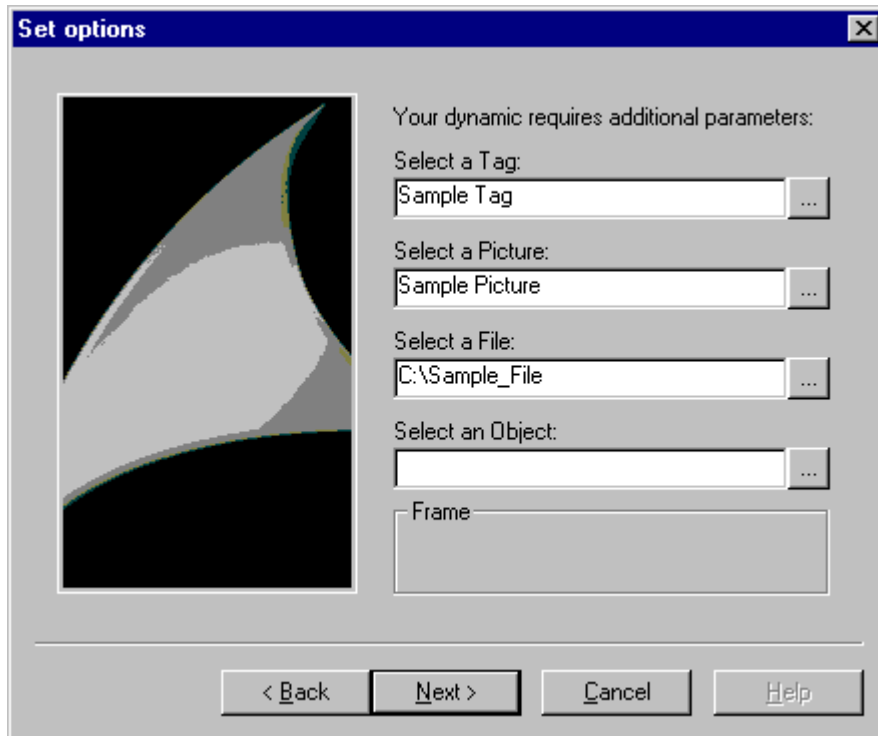 Set options
Your dynamic requires additional parameters:
Select a Tag:
Sample Tag
...
Select a Picture:
Sample Picture
...
Select a File:
C:\Sample_File
...
Select an Object:
...
Frame
< Back
Next >
Cancel
Help